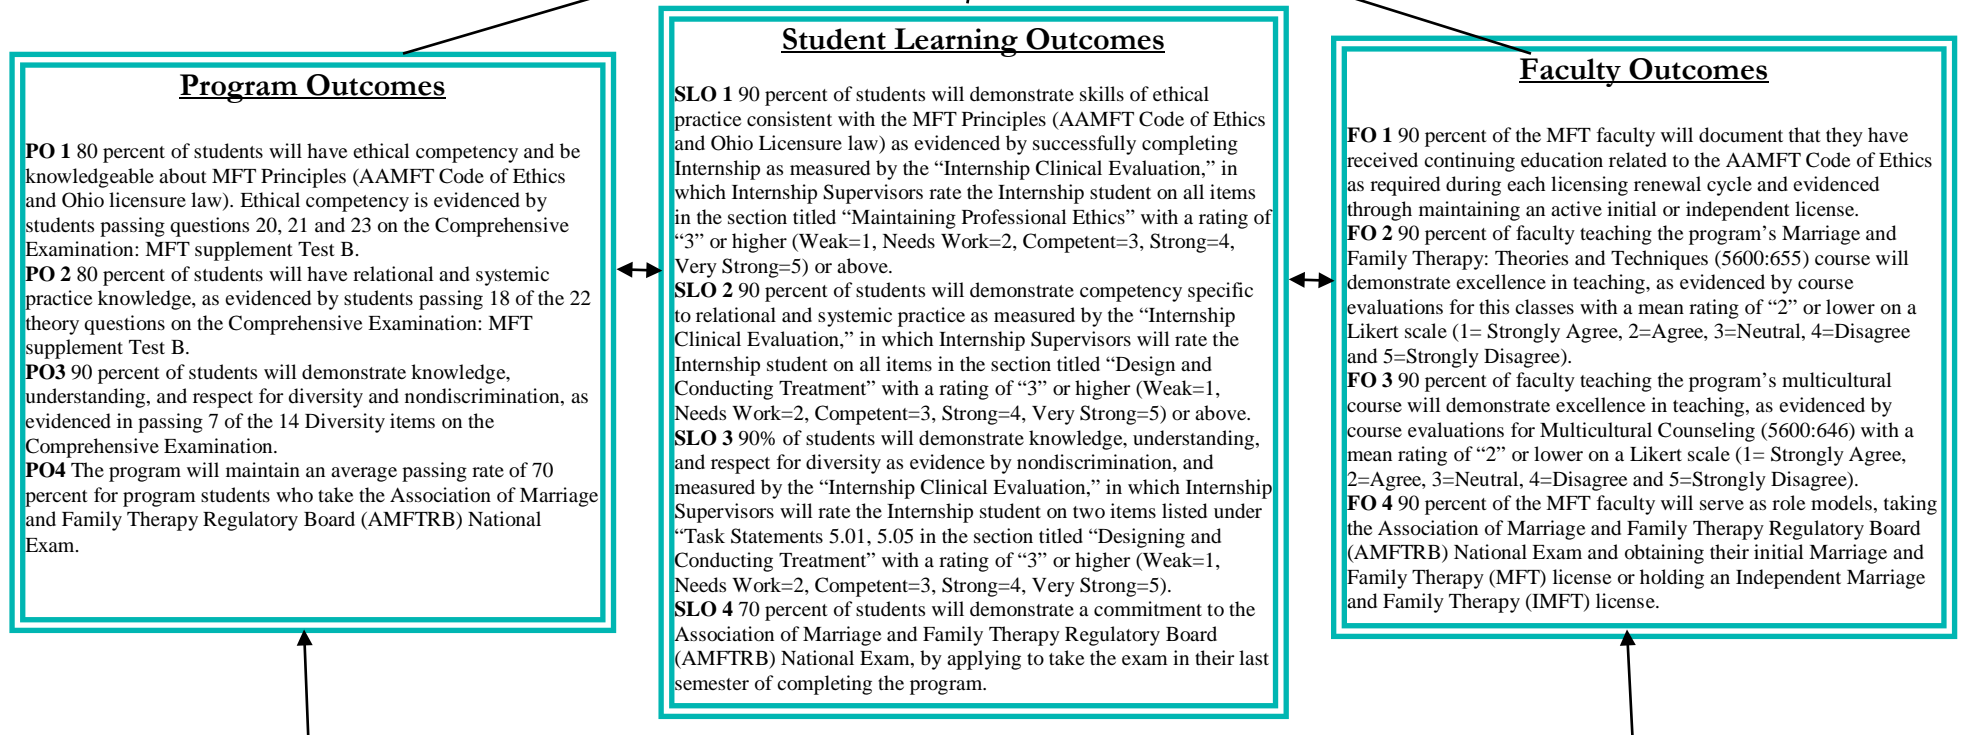 Program Outcomes
PO 1 80 percent of students will have ethical competency and be
knowledgeable about MFT Principles (AAMFT Code of Ethics
and Ohio licensure law). Ethical competency is evidenced by
students passing questions 20, 21 and 23 on the Comprehensive
Examination: MFT supplement Test B.
PO 2 80 percent of students will have relational and systemic
practice knowledge, as evidenced by students passing 18 of the 22
theory questions on the Comprehensive Examination: MFT
supplement Test B.
PO3 90 percent of students will demonstrate knowledge,
understanding, and respect for diversity and nondiscrimination, as
evidenced in passing 7 of the 14 Diversity items on the
Comprehensive Examination.
PO4 The program will maintain an average passing rate of 70
percent for program students who take the Association of Marriage
and Family Therapy Regulatory Board (AMFTRB) National
Exam.
Student Learning Outcomes
SLO 1 90 percent of students will demonstrate skills of ethical
practice consistent with the MFT Principles (AAMFT Code of Ethics
and Ohio Licensure law) as evidenced by successfully completing
Internship as measured by the “Internship Clinical Evaluation,” in
which Internship Supervisors rate the Internship student on all items
in the section titled “Maintaining Professional Ethics” with a rating of
“3” or higher (Weak=1, Needs Work=2, Competent=3, Strong=4,
Very Strong=5) or above.
SLO 2 90 percent of students will demonstrate competency specific
to relational and systemic practice as measured by the “Internship
Clinical Evaluation,” in which Internship Supervisors will rate the
Internship student on all items in the section titled “Design and
Conducting Treatment” with a rating of “3” or higher (Weak=1,
Needs Work=2, Competent=3, Strong=4, Very Strong=5) or above.
SLO 3 90% of students will demonstrate knowledge, understanding,
and respect for diversity as evidence by nondiscrimination, and
measured by the “Internship Clinical Evaluation,” in which Internship
Supervisors will rate the Internship student on two items listed under
“Task Statements 5.01, 5.05 in the section titled “Designing and
Conducting Treatment” with a rating of “3” or higher (Weak=1,
Needs Work=2, Competent=3, Strong=4, Very Strong=5).
SLO 4 70 percent of students will demonstrate a commitment to the
Association of Marriage and Family Therapy Regulatory Board
(AMFTRB) National Exam, by applying to take the exam in their last
semester of completing the program.
Faculty Outcomes
FO 1 90 percent of the MFT faculty will document that they have
received continuing education related to the AAMFT Code of Ethics
as required during each licensing renewal cycle and evidenced
through maintaining an active initial or independent license.
FO 2 90 percent of faculty teaching the program’s Marriage and
Family Therapy: Theories and Techniques (5600:655) course will
demonstrate excellence in teaching, as evidenced by course
evaluations for this classes with a mean rating of “2” or lower on a
Likert scale (1= Strongly Agree, 2=Agree, 3=Neutral, 4=Disagree
and 5=Strongly Disagree).
FO 3 90 percent of faculty teaching the program’s multicultural
course will demonstrate excellence in teaching, as evidenced by
course evaluations for Multicultural Counseling (5600:646) with a
mean rating of “2” or lower on a Likert scale (1= Strongly Agree,
2=Agree, 3=Neutral, 4=Disagree and 5=Strongly Disagree).
FO 4 90 percent of the MFT faculty will serve as role models, taking
the Association of Marriage and Family Therapy Regulatory Board
(AMFTRB) National Exam and obtaining their initial Marriage and
Family Therapy (MFT) license or holding an Independent Marriage
and Family Therapy (IMFT) license.